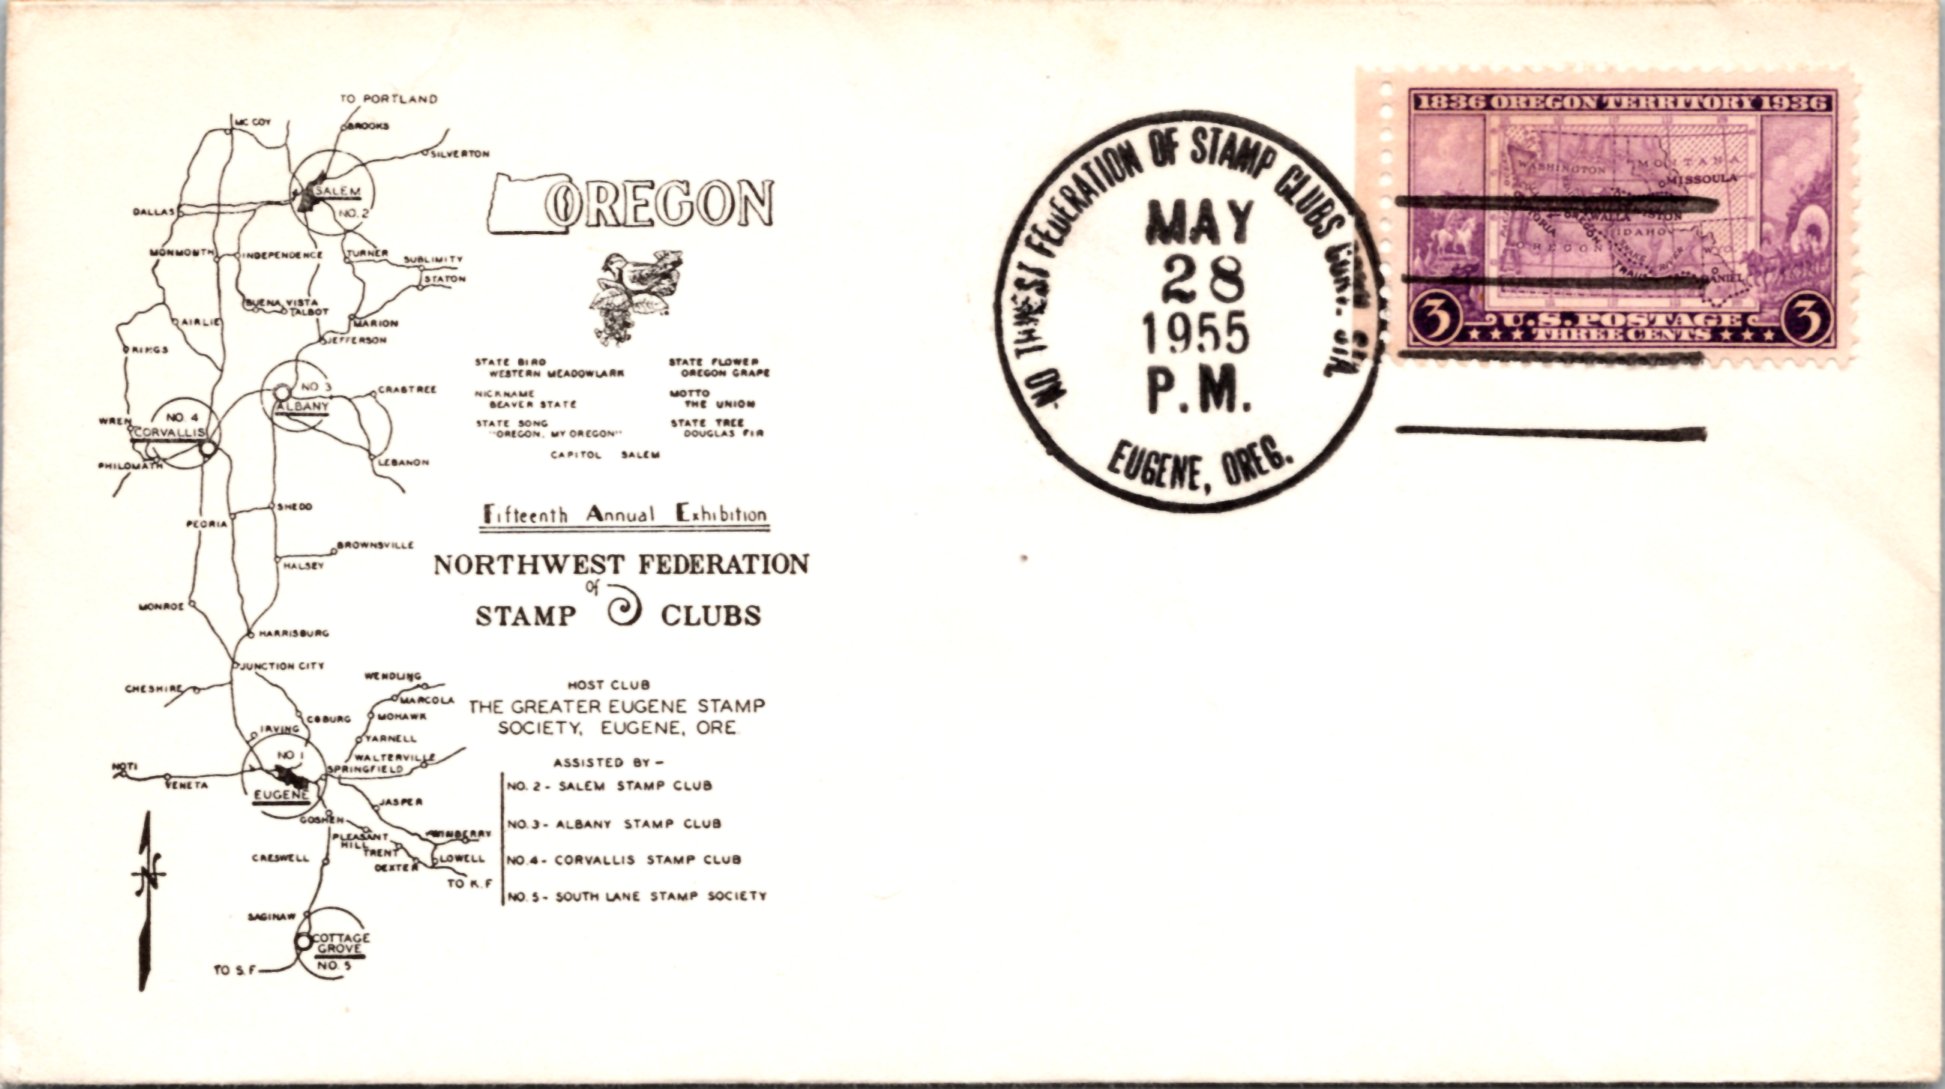 TO PORTLAND
MC COY
BROOKS
SILVERTON
SALEM
NO. 2
DALLAS
MONMOUTH
INDEPENDENCE
TURNER
SUBLIMITY
STATON
BUENA VISTA
TALBOT
AIRLIE
MARION
JEFFERSON
RINGS
NO 3
ALBANY
CRABTREE
NO. 4
WREN
CORVALLIS
PHILOMATH
LEBANON
SHEDD
PEORIA
BROWNSVILLE
HALSEY
MONROE
HARRISBURG
JUNCTION CITY
CHESHIRE
WENDLING
MARCOLA
COBURG
MOHAWK
IRVING
YARNELL
NO 1
WALTERVILLE
SPRINGFIELD
NOTI
VENETA
EUGENE
JASPER
GOSHEN
PLEASANT
HILL
WINBERRY
TRENT
CRESWELL
LOWELL
DEXTER
TO K.F
SAGINAW
COTTAGE
GROVE
NO. 5
TO S.F
N
OREGON
STATE BIRD
WESTERN MEADOWLARK
STATE FLOWER
OREGON GRAPE
NICKNAME
BEAVER STATE
MOTTO
THE UNION
STATE SONG
"OREGON, MY OREGON"
STATE TREE
DOUGLAS FIR
CAPITOL SALEM
Fifteenth Annual Exhibition
NORTHWEST FEDERATION
of
STAMP CLUBS
HOST CLUB
THE GREATER EUGENE STAMP
SOCIETY, EUGENE, ORE.
ASSISTED BY –
NO. 2 - SALEM STAMP CLUB
NO. 3 - ALBANY STAMP CLUB
NO. 4 - CORVALLIS STAMP CLUB
NO. 5 - SOUTH LANE STAMP SOCIETY
NO THWEST FEDERATION OF STAMP CLUBS CONV. STA.
MAY
28
1955
P.M.
EUGENE, OREG.
1836 OREGON TERRITORY 1936
WASHINGTON
MONTANA
MISSOULA
IDAHO
OREGON
DANIEL
3 U.S. POSTAGE 3
THREE CENTS